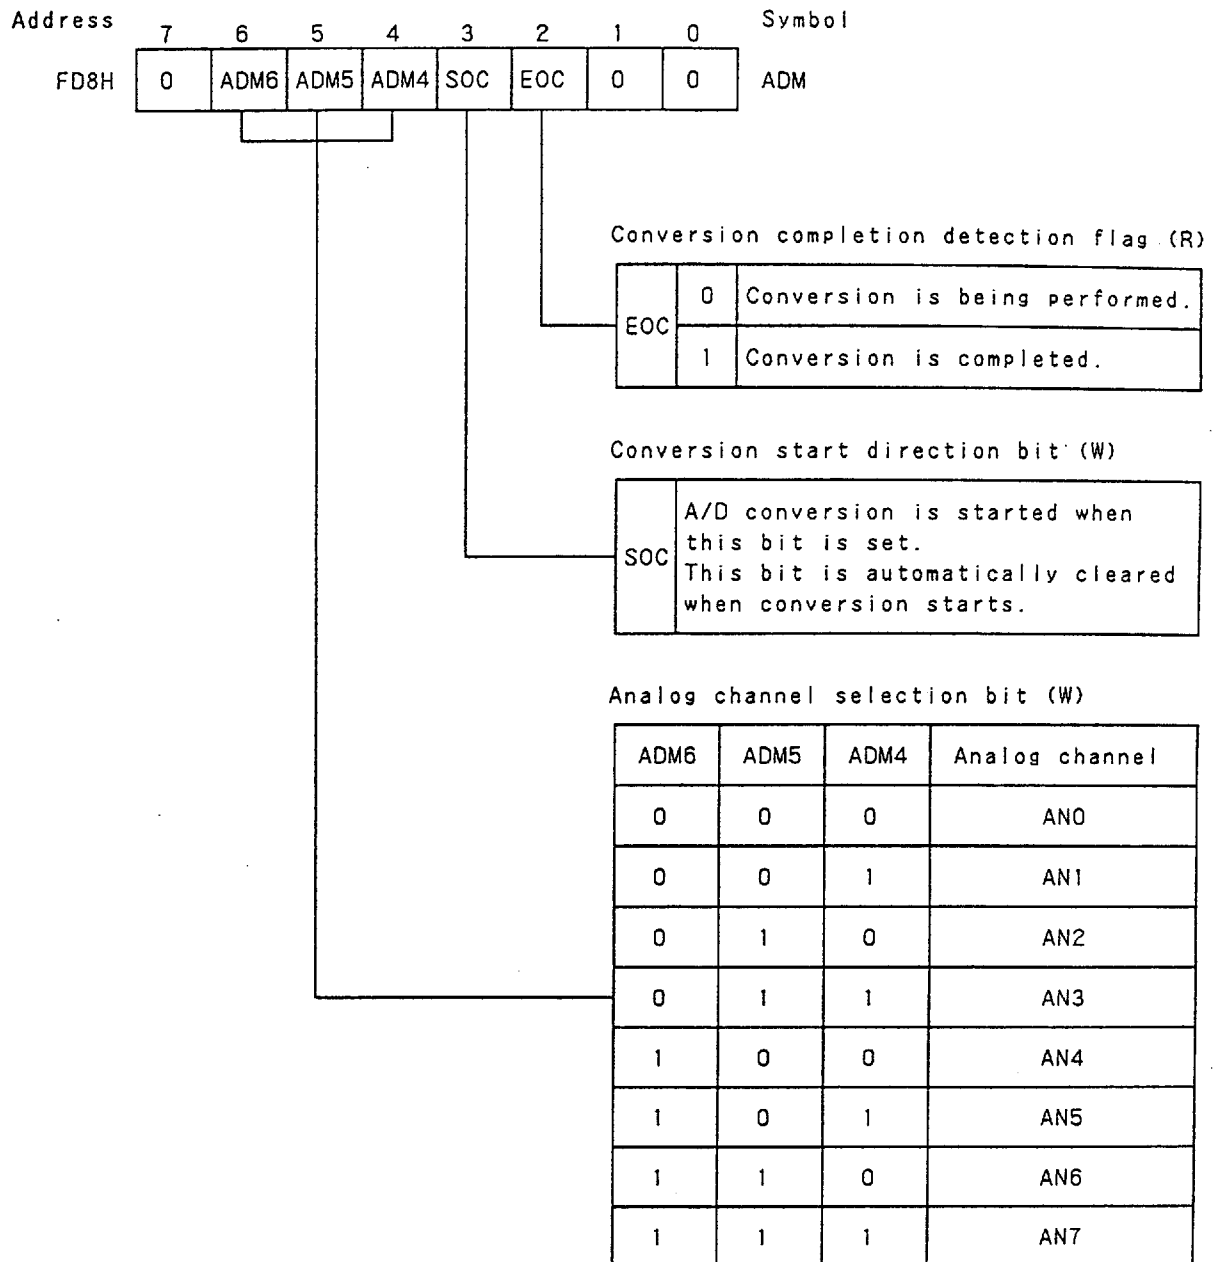 Address 7 6 5 4 3 2 1 0 Symbol
FD8H 0 ADM6 ADM5 ADM4 SOC EOC 0 0 ADM
Conversion completion detection flag (R)
EOC
0 Conversion is being performed.
1 Conversion is completed.
Conversion start direction bit (W)
SOC
A/D conversion is started when
this bit is set.
This bit is automatically cleared
when conversion starts.
Analog channel selection bit (W)
ADM6 ADM5 ADM4 Analog channel
0 0 0 AN0
0 0 1 AN1
0 1 0 AN2
0 1 1 AN3
1 0 0 AN4
1 0 1 AN5
1 1 0 AN6
1 1 1 AN7